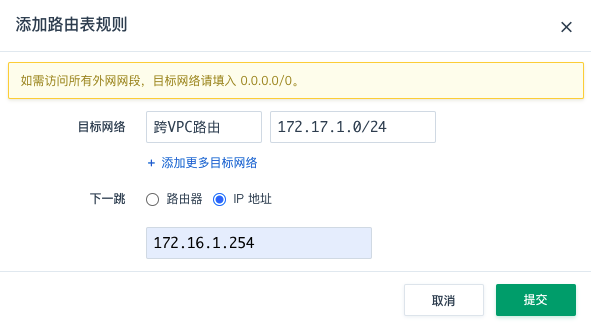 添加路由表规则
如需访问所有外网网段，目标网络请填入 0.0.0.0/0。
目标网络 跨VPC路由 172.17.1.0/24
+ 添加更多目标网络
下一跳 路由器 IP 地址
172.16.1.254
取消 提交